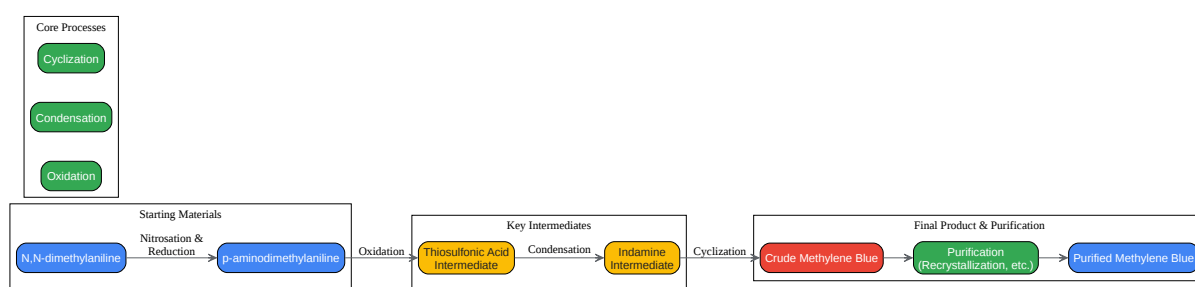 Core Processes
Cyclization
Condensation
Oxidation
Starting Materials
N,N-dimethylaniline
Nitrosation &
Reduction
p-aminodimethylaniline
Oxidation
Key Intermediates
Thiosulfonic Acid
Intermediate
Condensation
Indamine
Intermediate
Cyclization
Final Product & Purification
Crude Methylene Blue
Purification
(Recrystallization, etc.)
Purified Methylene Blue